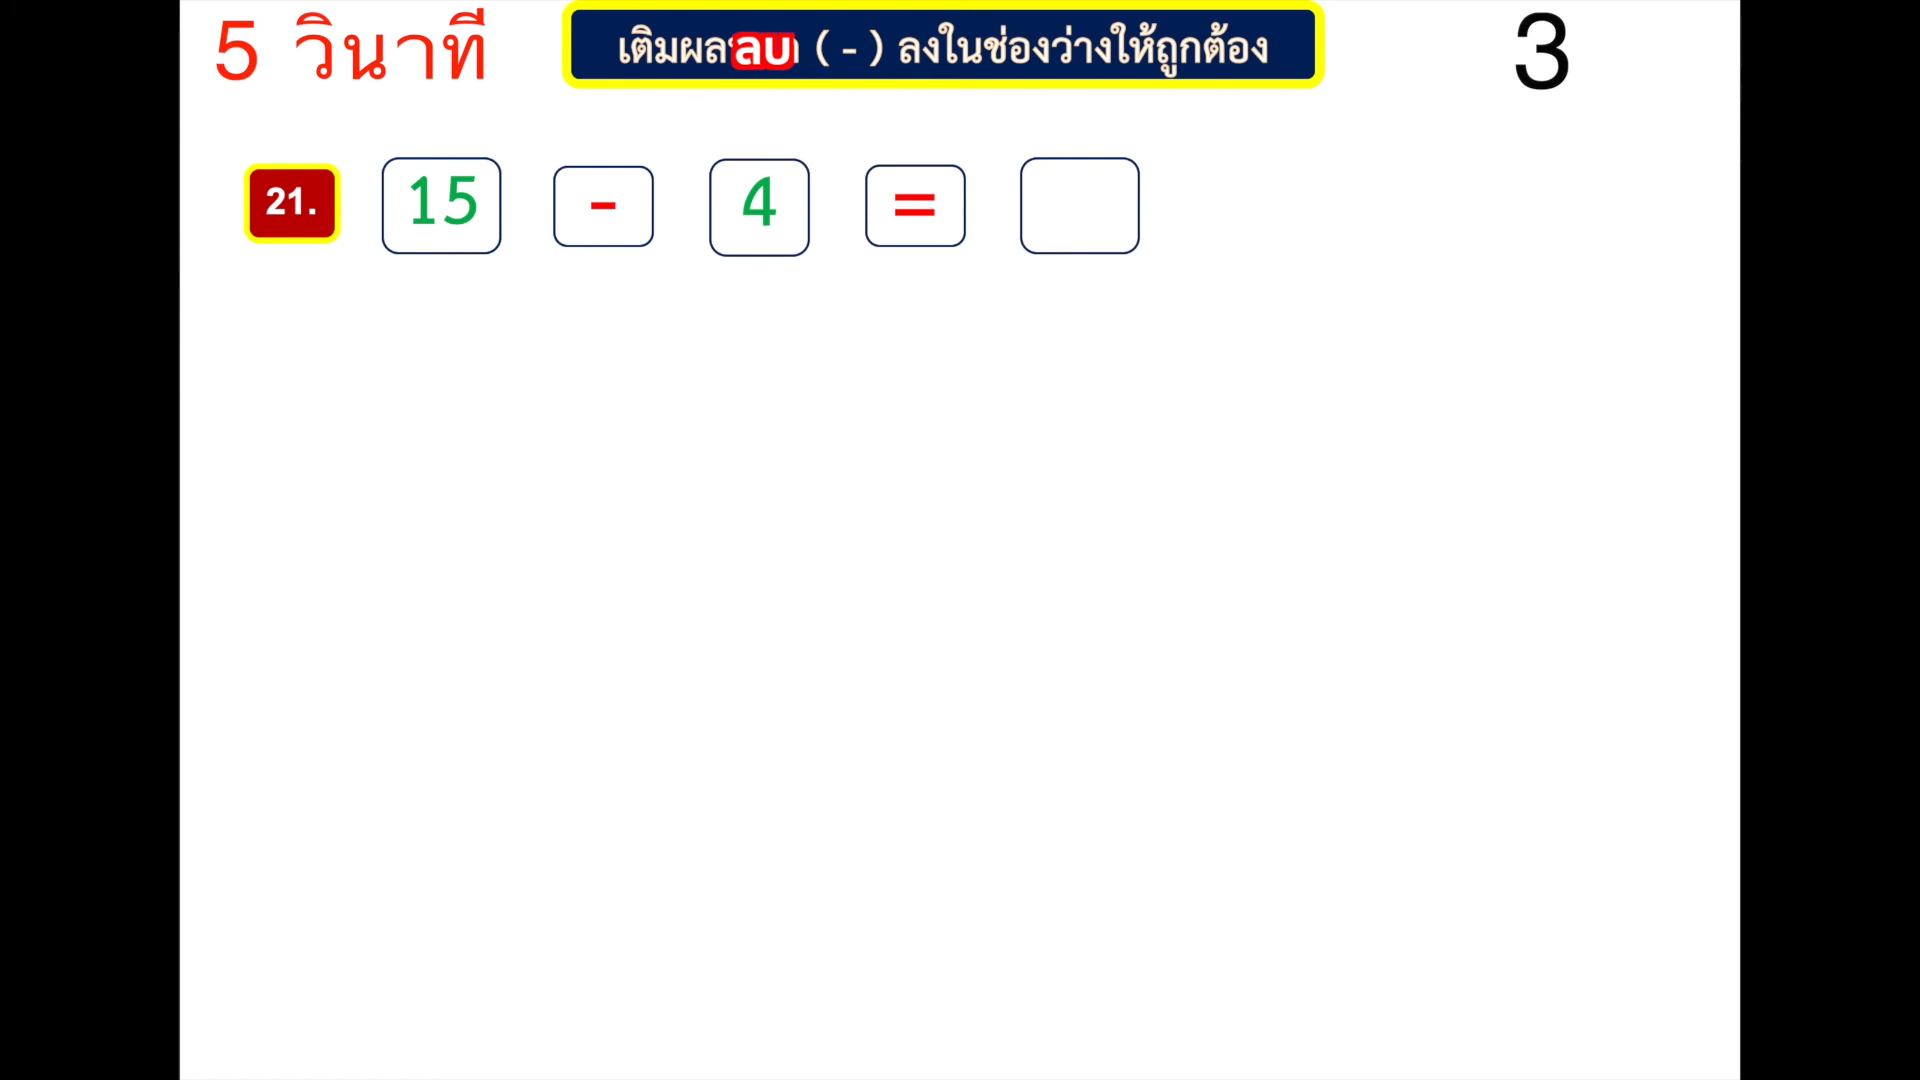 5 วินาที
เติมผลลบ ( - ) ลงในช่องว่างให้ถูกต้อง
3
21. 15 - 4 =